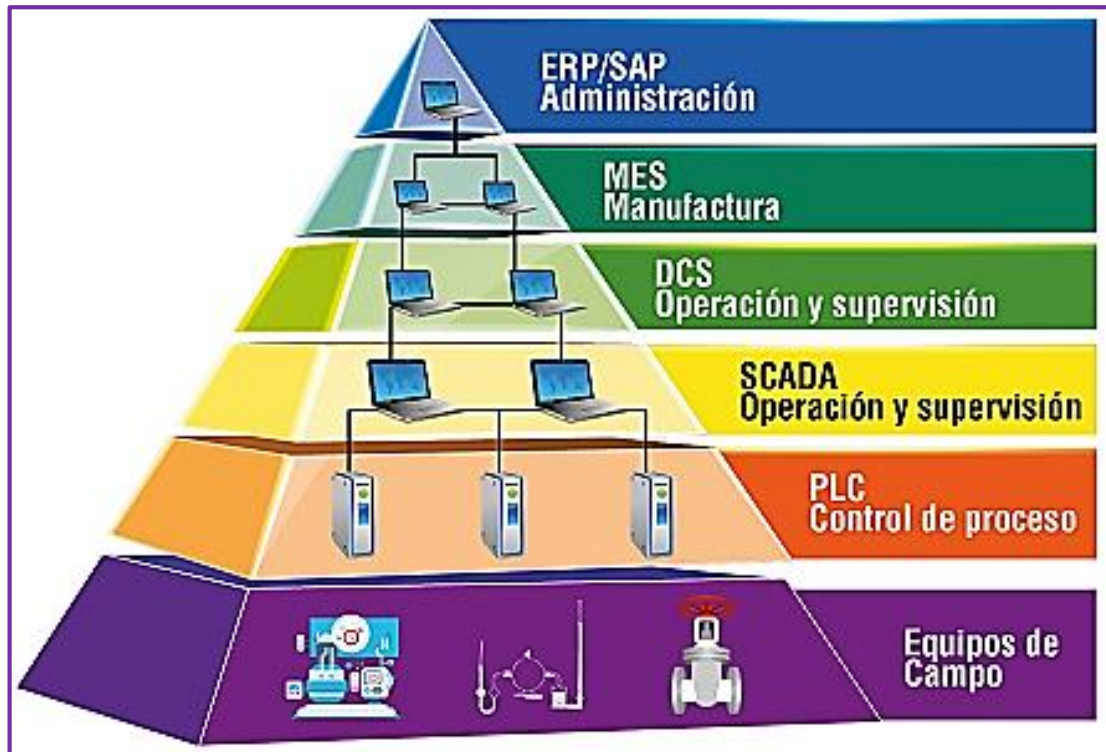 ERP/SAP
Administración
MES
Manufactura
DCS
Operación y supervisión
SCADA
Operación y supervisión
PLC
Control de proceso
Equipos de
Campo